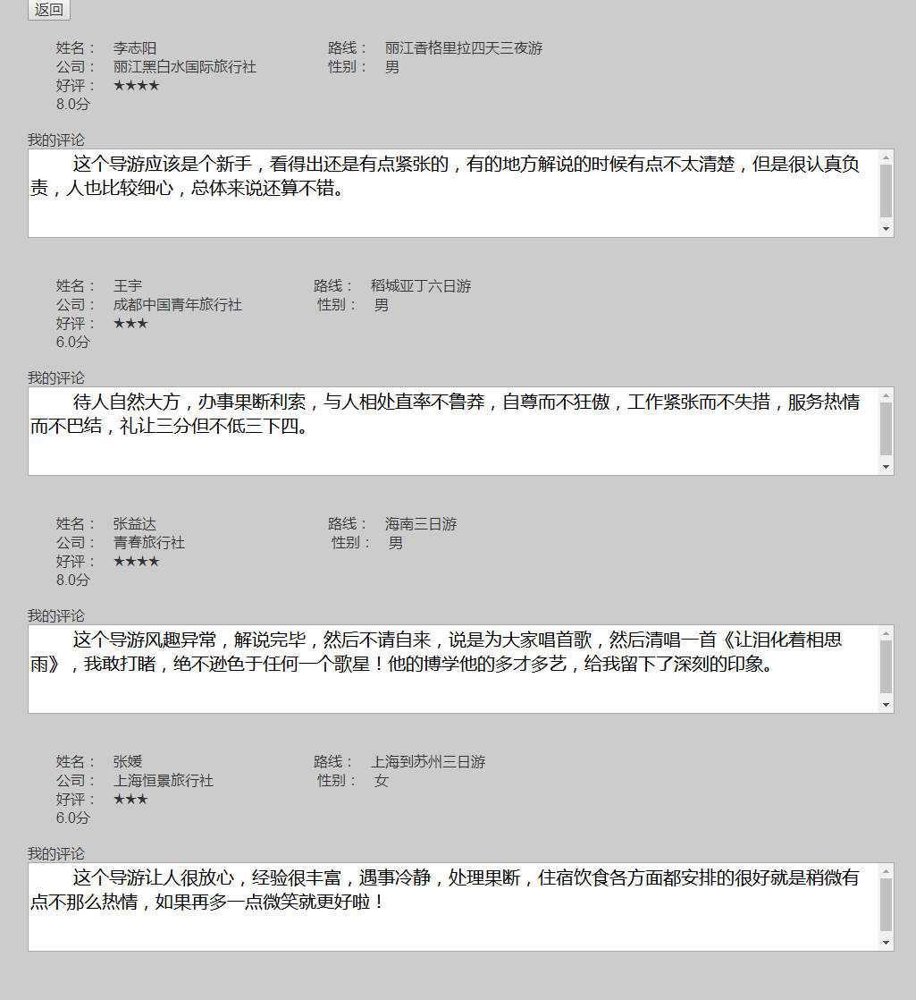 返回
姓名： 李志阳 路线： 丽江香格里拉四天三夜游
公司： 丽江黑白水国际旅行社 性别： 男
好评： ★★★★
8.0分
我的评论
这个导游应该是个新手，看得出还是有点紧张的，有的地方解说的时候有点不太清楚，但是很认真负
责，人也比较细心，总体来说还算不错。
姓名： 王宇 路线： 稻城亚丁六日游
公司： 成都中国青年旅行社 性别： 男
好评： ★★★
6.0分
我的评论
待人自然大方，办事果断利索，与人相处直率不鲁莽，自尊而不狂傲，工作紧张而不失措，服务热情
而不巴结，礼让三分但不低三下四。
姓名： 张益达 路线： 海南三日游
公司： 青春旅行社 性别： 男
好评： ★★★★
8.0分
我的评论
这个导游风趣异常，解说完毕，然后不请自来，说是为大家唱首歌，然后清唱一首《让泪化着相思
雨》，我敢打睹，绝不逊色于任何一个歌星！他的博学他的多才多艺，给我留下了深刻的印象。
姓名： 张媛 路线： 上海到苏州三日游
公司： 上海恒景旅行社 性别： 女
好评： ★★★
6.0分
我的评论
这个导游让人很放心，经验很丰富，遇事冷静，处理果断，住宿饮食各方面都安排的很好就是稍微有
点不那么热情，如果再多一点微笑就更好啦！